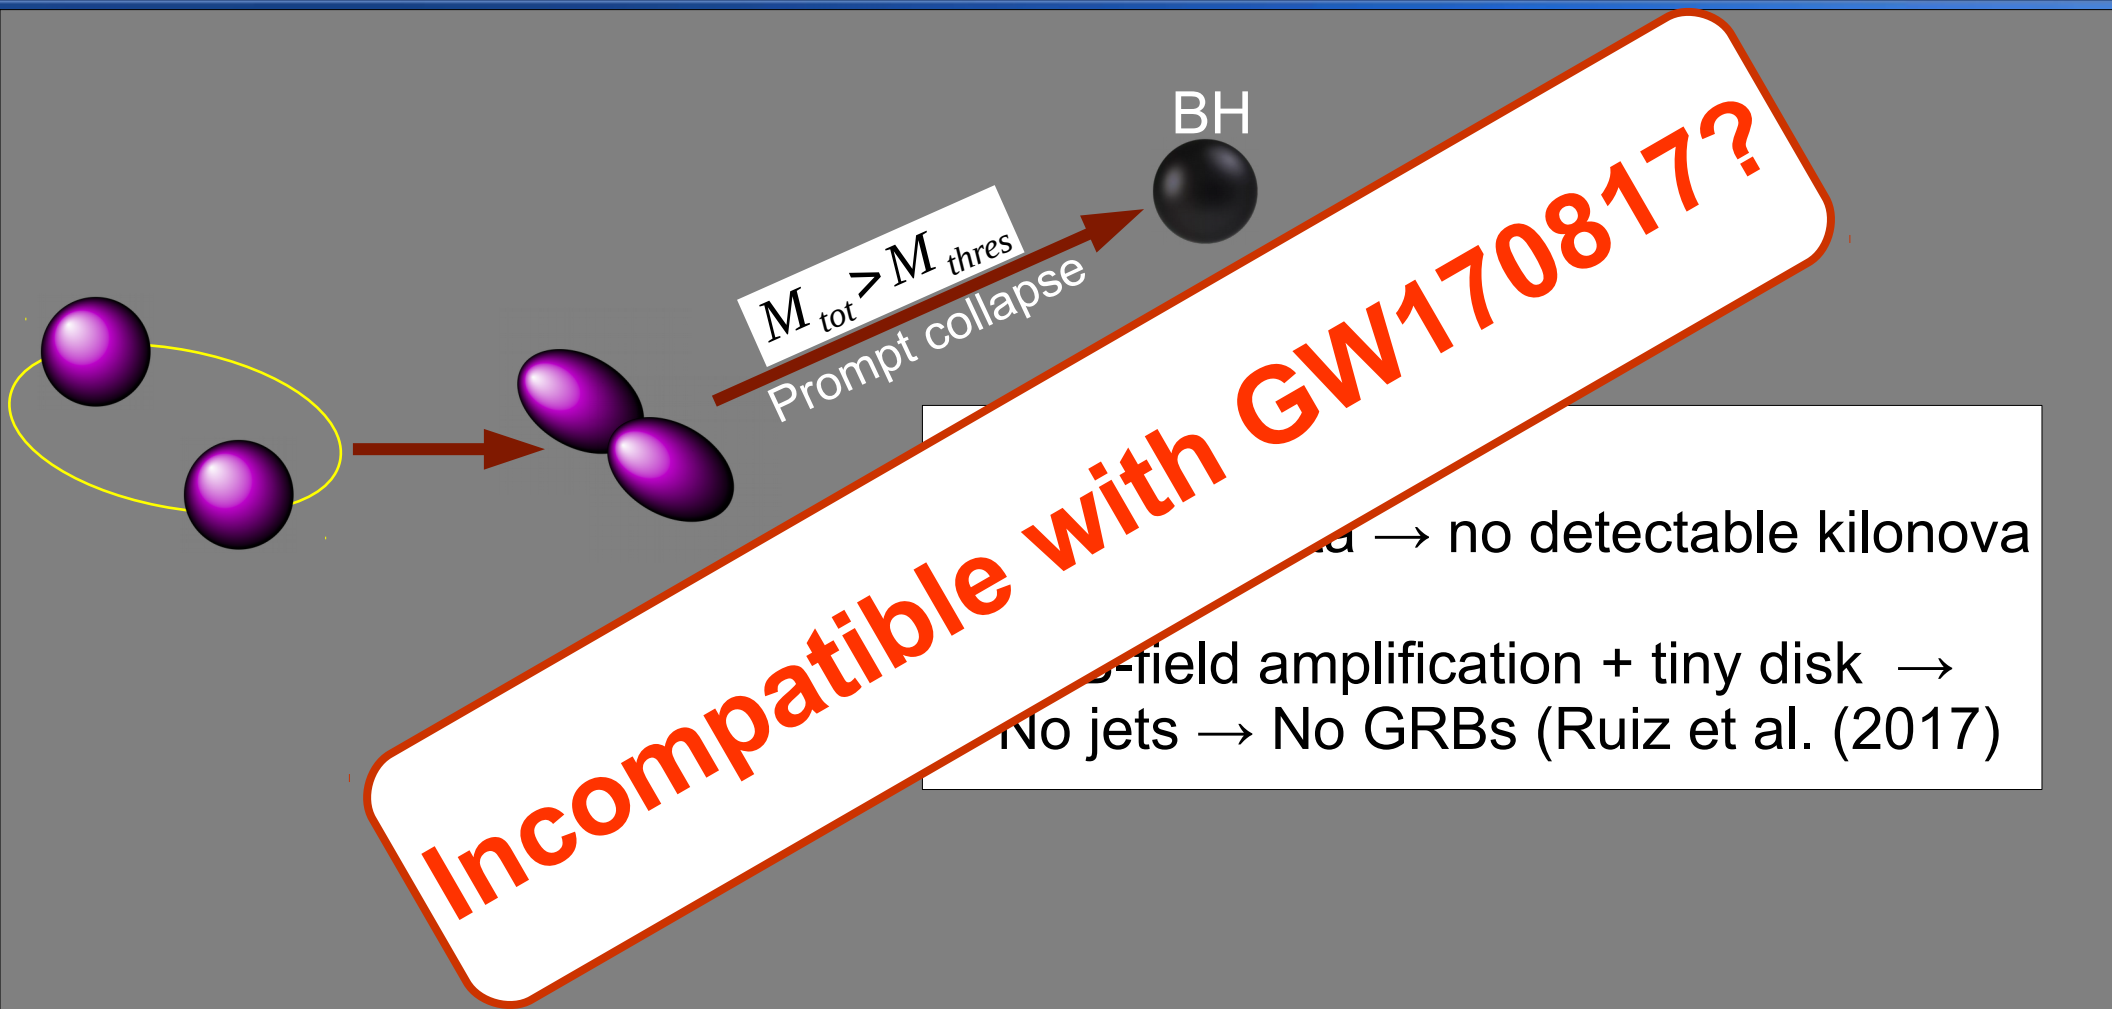 BH
M tot > M thres
Prompt collapse
Incompatible with GW170817?
→ no detectable kilonova
-field amplification + tiny disk →
No jets → No GRBs (Ruiz et al. (2017)